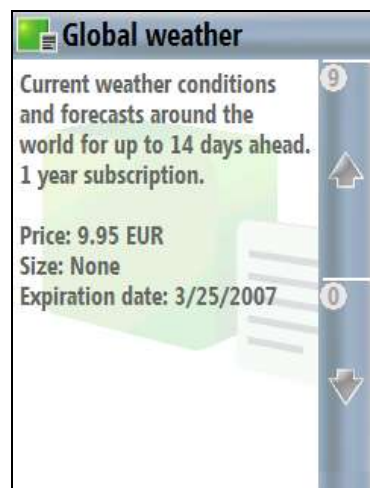 Global weather
Current weather conditions
and forecasts around the
world for up to 14 days ahead.
1 year subscription.
Price: 9.95 EUR
Size: None
Expiration date: 3/25/2007
9
0